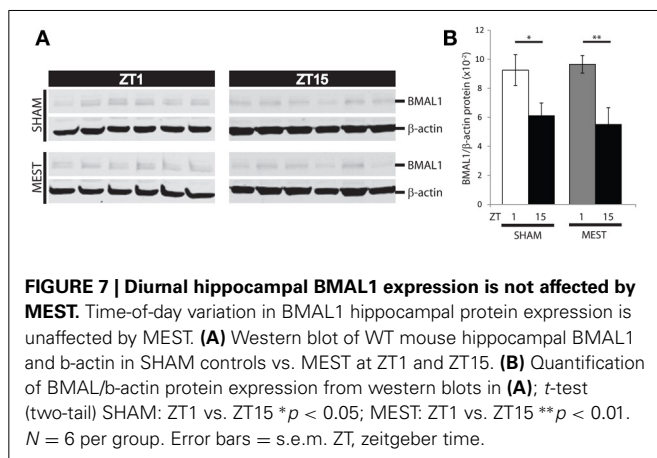 A
ZT1
ZT15
SHAM
BMAL1
β-actin
MEST
BMAL1
β-actin
B
BMAL1/β-actin protein (x10-2)
12
10
8
6
4
2
0
*
**
ZT 1 15 1 15
SHAM MEST
FIGURE 7 | Diurnal hippocampal BMAL1 expression is not affected by
MEST. Time-of-day variation in BMAL1 hippocampal protein expression is
unaffected by MEST. (A) Western blot of WT mouse hippocampal BMAL1
and b-actin in SHAM controls vs. MEST at ZT1 and ZT15. (B) Quantification
of BMAL/b-actin protein expression from western blots in (A); t-test
(two-tail) SHAM: ZT1 vs. ZT15 *p < 0.05; MEST: ZT1 vs. ZT15 **p < 0.01.
N = 6 per group. Error bars = s.e.m. ZT, zeitgeber time.